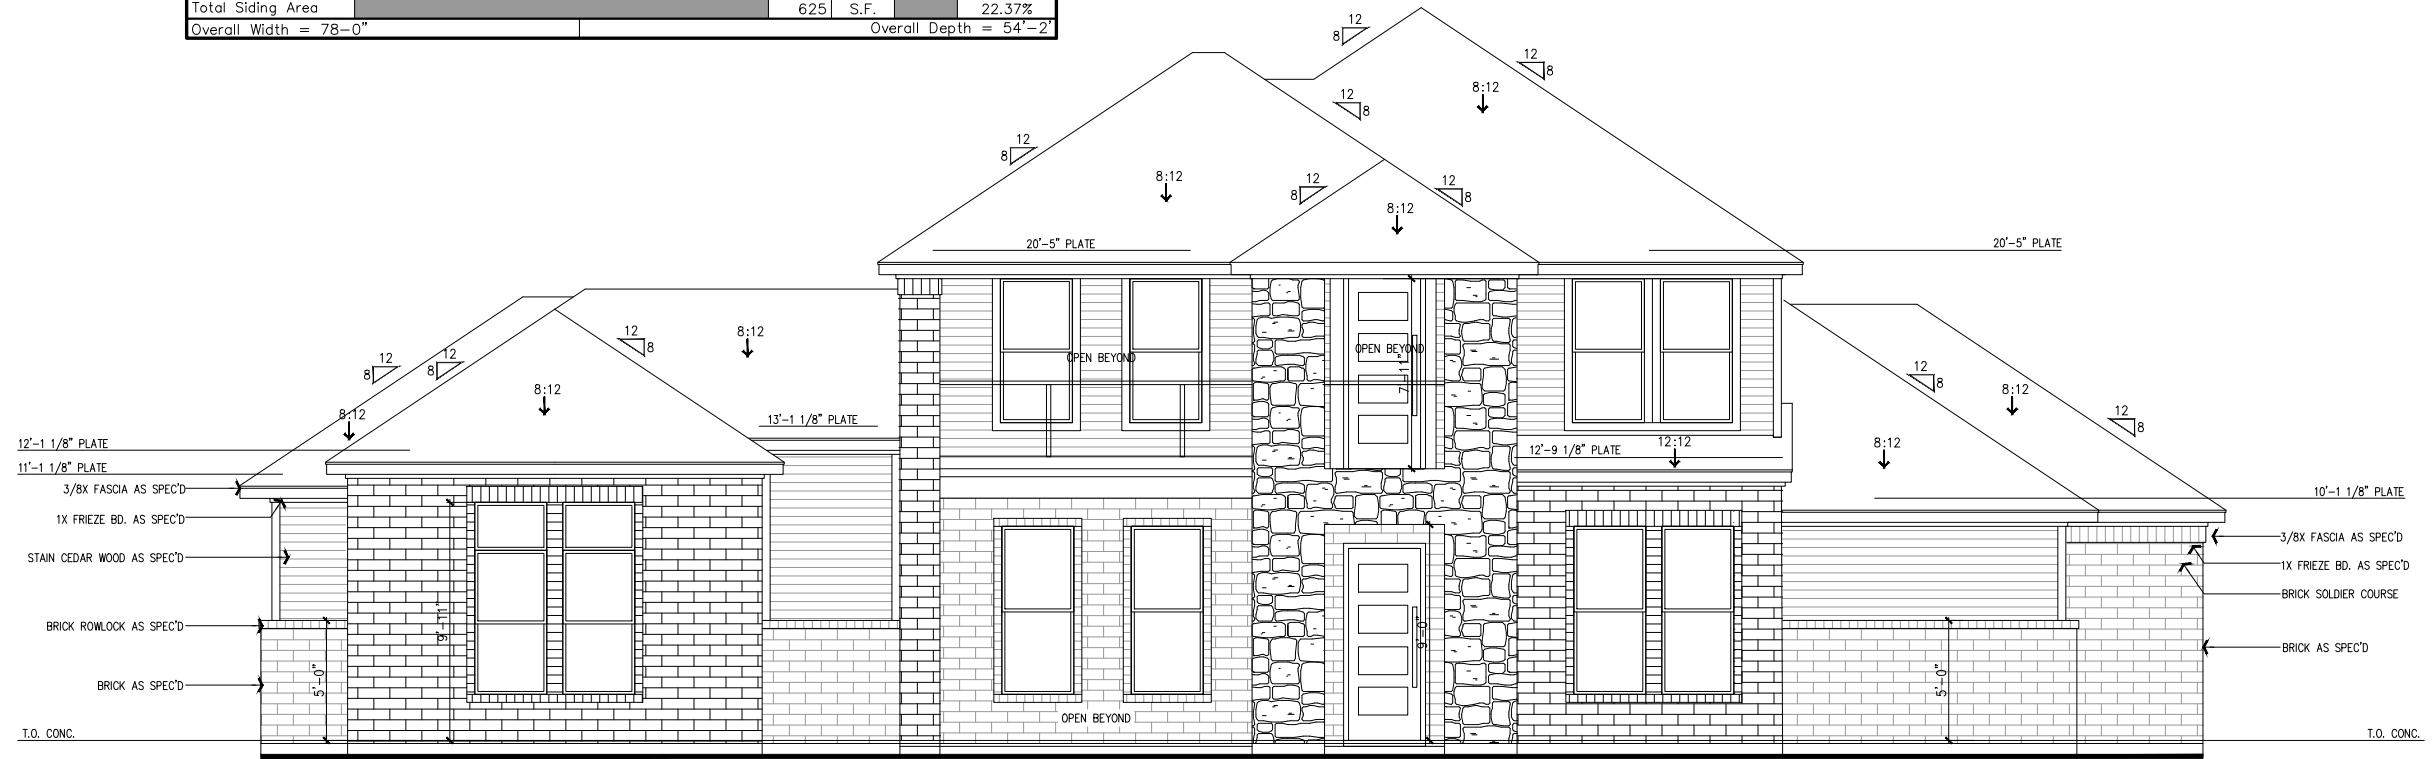 Total Siding Area 625 S.F. 22.37%
Overall Width = 78-0" Overall Depth = 54'-2'
12
8
12
8
8:12
12
8
12
8
8:12
12
8
12
8
8:12
20'-5" PLATE
20'-5" PLATE
12
8
12
8
12
8
8:12
8:12
8:12
13'-1 1/8" PLATE
12'-1 1/8" PLATE
11'-1 1/8" PLATE
OPEN BEYOND
OPEN BEYOND
7'-11"
12
8
8:12
12
8
12'-9 1/8" PLATE
12:12
8:12
10'-1 1/8" PLATE
3/8X FASCIA AS SPEC'D
1X FRIEZE BD. AS SPEC'D
STAIN CEDAR WOOD AS SPEC'D
BRICK ROWLOCK AS SPEC'D
BRICK AS SPEC'D
T.O. CONC.
5'-0"
9'-11"
OPEN BEYOND
9'-0"
5'-0"
3/8X FASCIA AS SPEC'D
1X FRIEZE BD. AS SPEC'D
BRICK SOLDIER COURSE
BRICK AS SPEC'D
T.O. CONC.